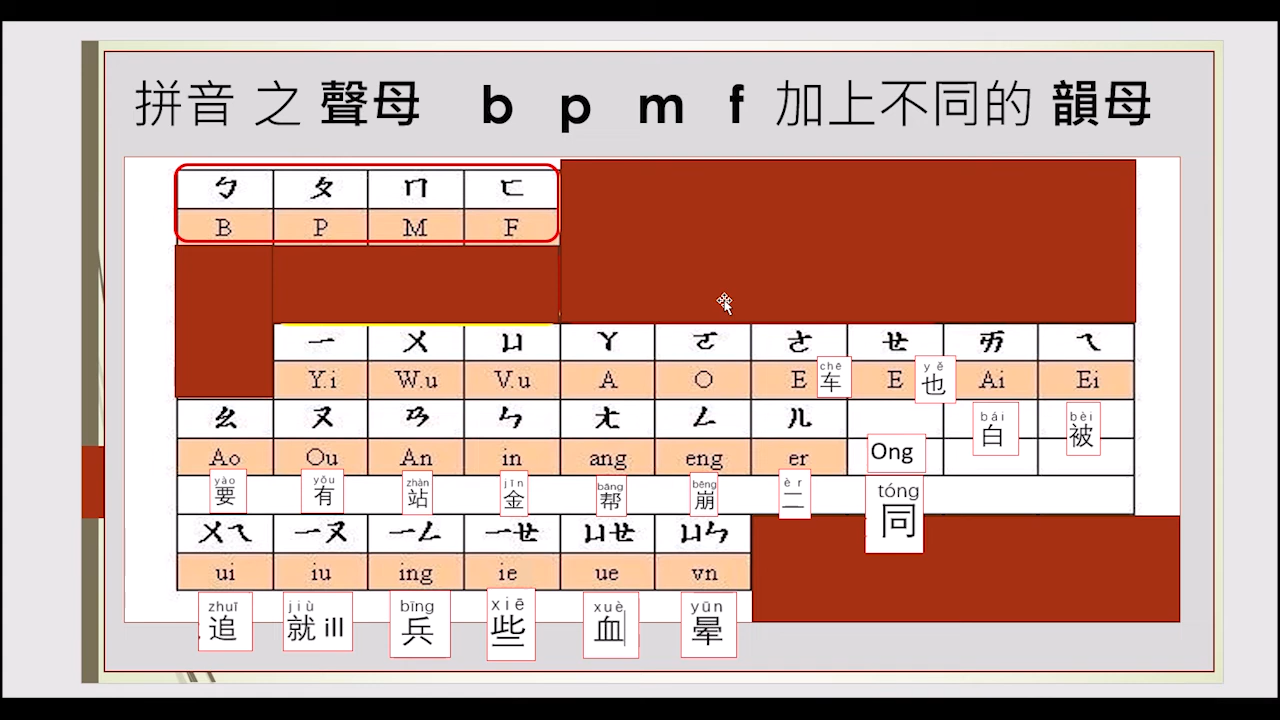 拼音 之 聲母 b p m f 加上不同的 韻母
ㄅ ㄆ ㄇ ㄈ
B P M F
ㄧ ㄨ ㄩ ㄚ ㄛ ㄜ ㄝ ㄞ ㄟ
Y.i W.u V.u A O E E Ai Ei
chē yě
车 也
ㄠ ㄡ ㄢ ㄣ ㄤ ㄥ ㄦ
bái bèi
白 被
Ao Ou An in ang eng er Ong
yào yǒu zhàn jīn bāng bēng èr tóng
要 有 站 金 帮 崩 二 同
ㄨㄟ ㄧㄡ ㄧㄥ ㄧㄝ ㄩㄝ ㄩㄣ
ui iu ing ie ue vn
zhuī jiù bīng xiē xuè yūn
追 就 ill 兵 些 血 晕